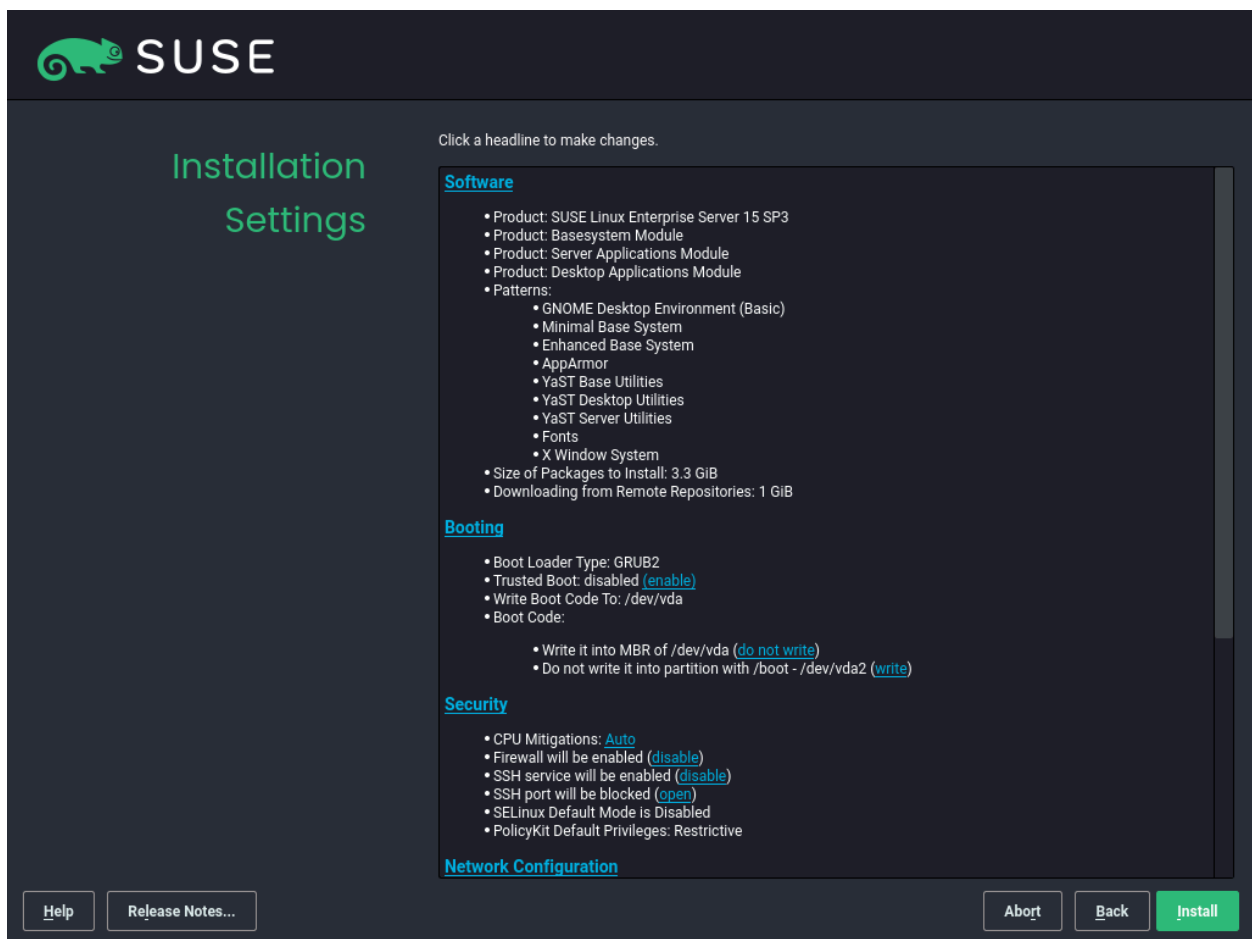 SUSE
Installation
Settings
Click a headline to make changes.
Software
• Product: SUSE Linux Enterprise Server 15 SP3
• Product: Basesystem Module
• Product: Server Applications Module
• Product: Desktop Applications Module
• Patterns:
• GNOME Desktop Environment (Basic)
• Minimal Base System
• Enhanced Base System
• AppArmor
• YaST Base Utilities
• YaST Desktop Utilities
• YaST Server Utilities
• Fonts
• X Window System
• Size of Packages to Install: 3.3 GiB
• Downloading from Remote Repositories: 1 GiB
Booting
• Boot Loader Type: GRUB2
• Trusted Boot: disabled (enable)
• Write Boot Code To: /dev/vda
• Boot Code:
• Write it into MBR of /dev/vda (do not write)
• Do not write it into partition with /boot - /dev/vda2 (write)
Security
• CPU Mitigations: Auto
• Firewall will be enabled (disable)
• SSH service will be enabled (disable)
• SSH port will be blocked (open)
• SELinux Default Mode is Disabled
• PolicyKit Default Privileges: Restrictive
Network Configuration
Help
Release Notes...
Abort
Back
Install